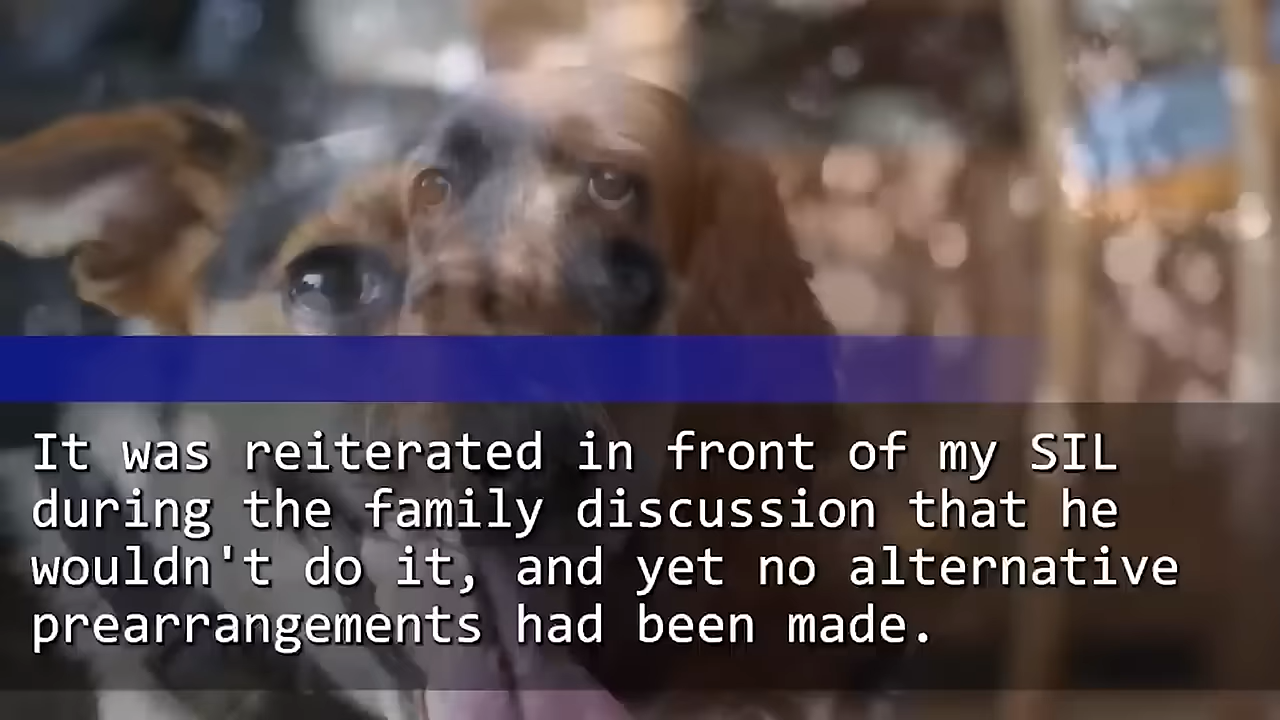 It was reiterated in front of my SIL
during the family discussion that he
wouldn't do it, and yet no alternative
prearrangements had been made.